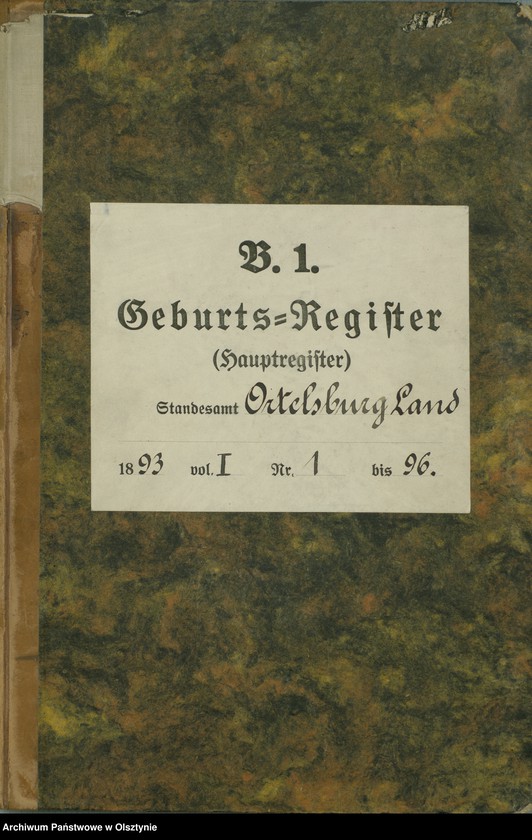 B. 1.
Geburts=Register
(Hauptregister)
Standesamt Ortelsburg Land
1893 vol. I Nr. 1 bis 96.
Archiwum Państwowe w Olsztynie